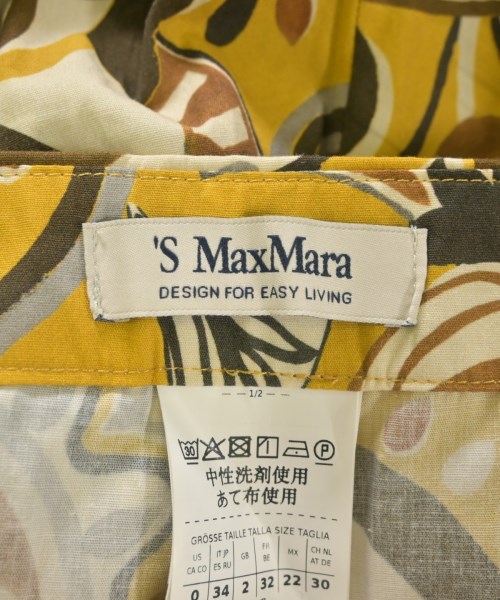 'S MaxMara
DESIGN FOR EASY LIVING
1/2
30 P
中性洗剤使用
あて布使用
GRÖSSE TAILLE TALLA SIZE TAGLIA
US CA CO IT JP ES RU GB FR BE MX CH NL AT DE
0 34 2 32 22 30